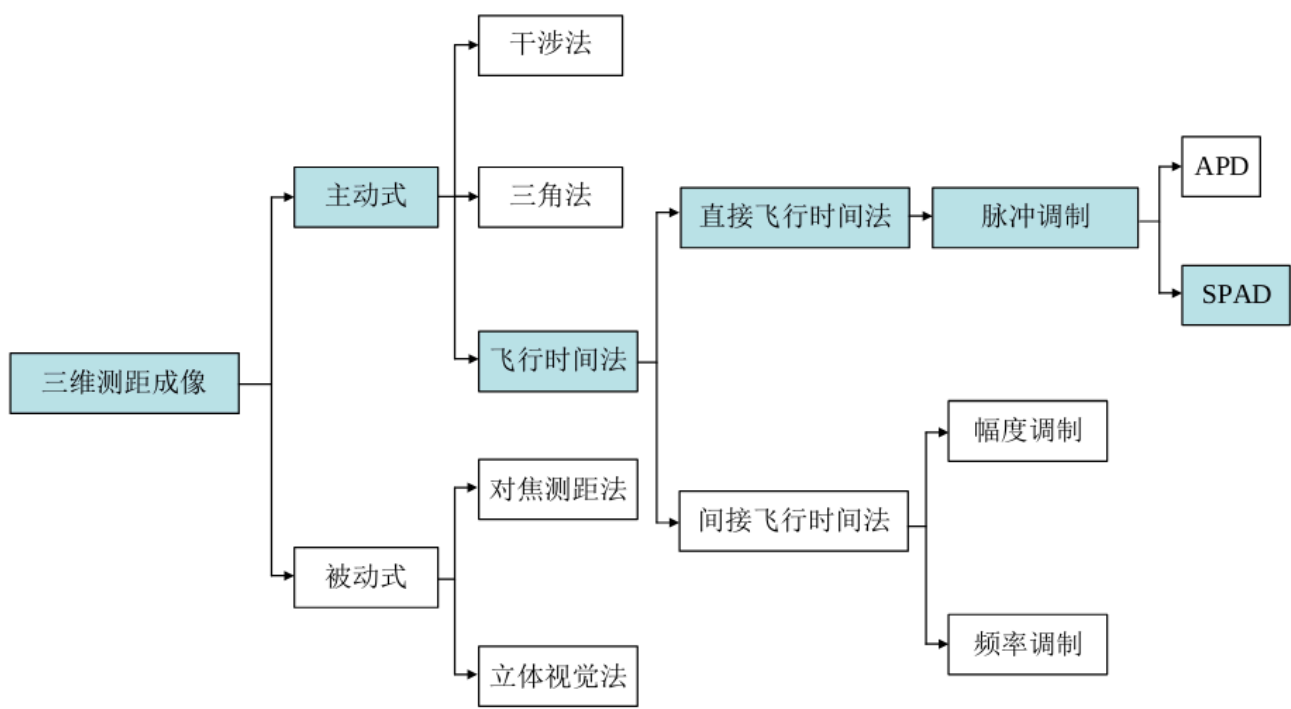 三维测距成像
主动式
干涉法
三角法
飞行时间法
直接飞行时间法
脉冲调制
APD
SPAD
间接飞行时间法
幅度调制
频率调制
被动式
对焦测距法
立体视觉法